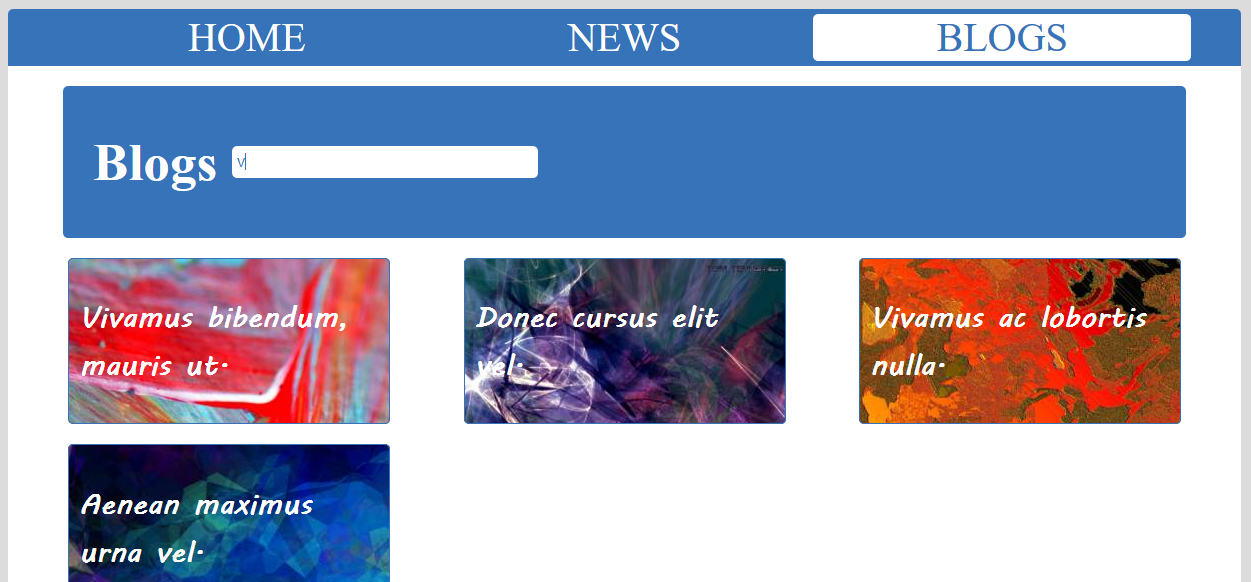 HOME NEWS BLOGS
Blogs v
Vivamus bibendum,
mauris ut.
Donec cursus elit
vel.
Vivamus ac lobortis
nulla.
Aenean maximus
urna vel.